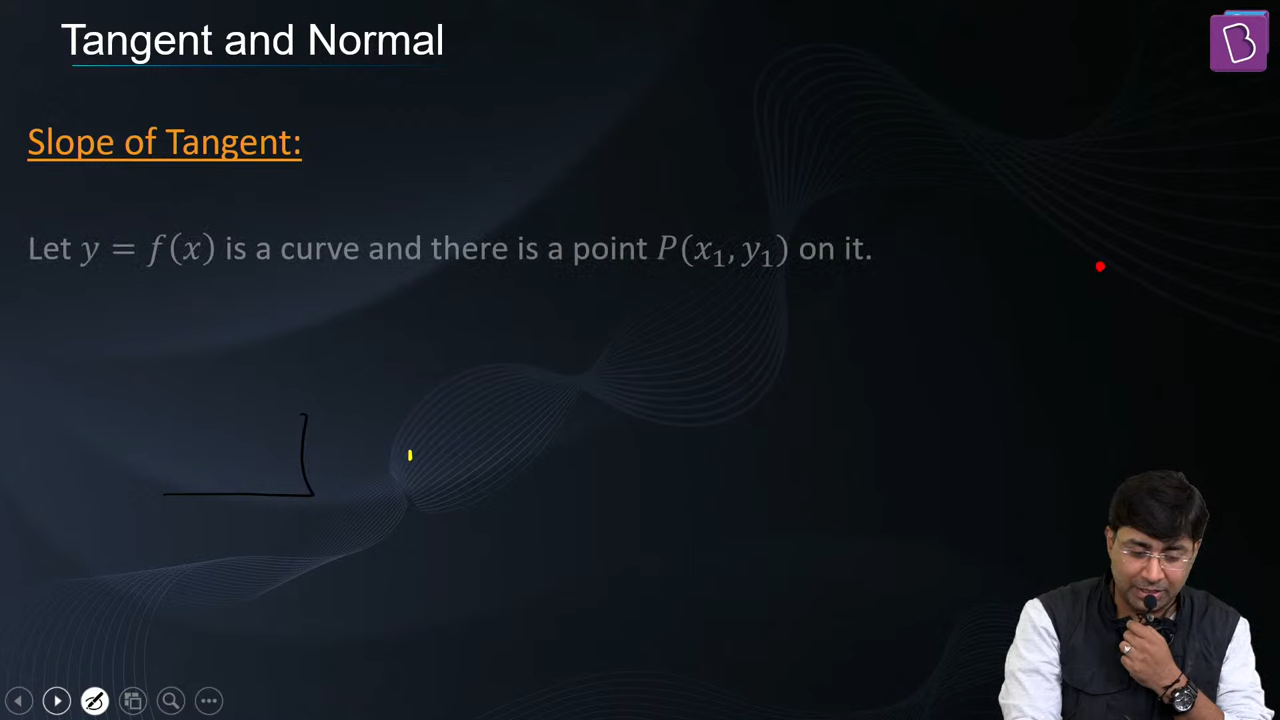 Tangent and Normal
B
Slope of Tangent:
Let y = f(x) is a curve and there is a point P(x₁, y₁) on it.